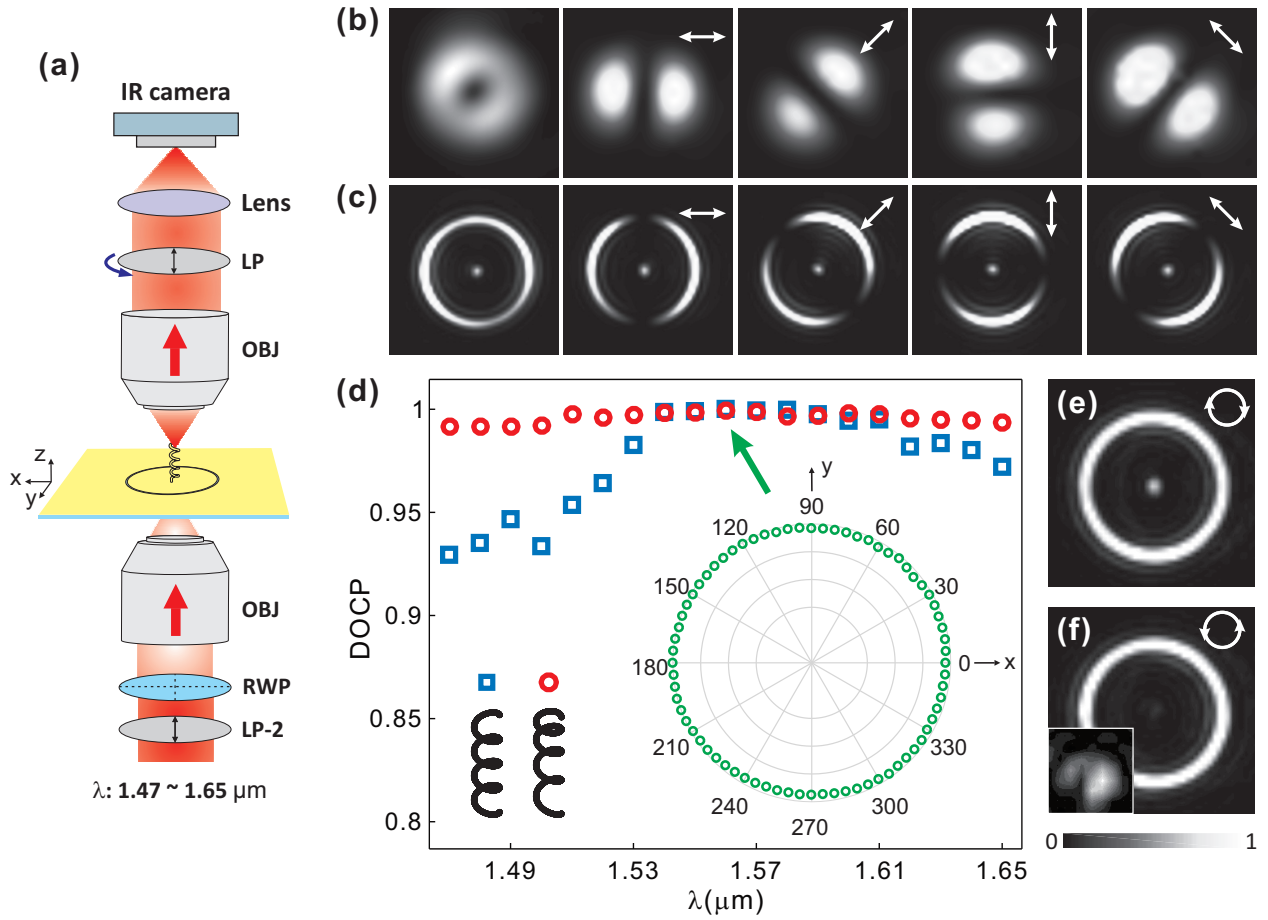 (a)
IR camera
Lens
LP
OBJ
z
x
y
OBJ
RWP
LP-2
λ: 1.47 ~ 1.65 μm
(b)
(c)
(d)
DOCP
1
0.95
0.9
0.85
0.8
1.49
1.53
1.57
1.61
1.65
λ(μm)
y
x
0
30
60
90
120
150
180
210
240
270
300
330
(e)
(f)
0
1